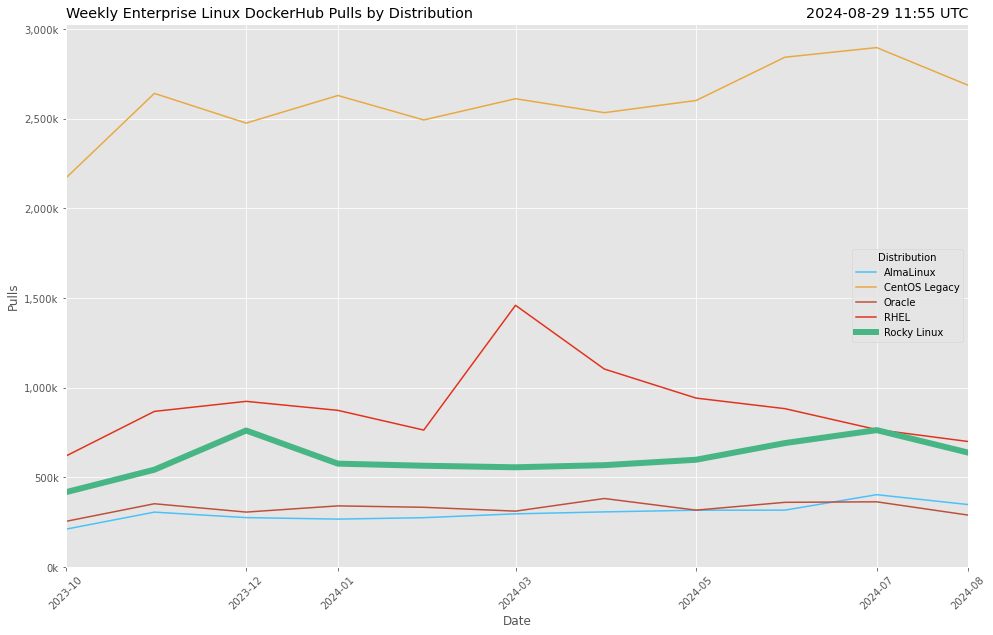 Weekly Enterprise Linux DockerHub Pulls by Distribution
2024-08-29 11:55 UTC
3,000k
2,500k
2,000k
1,500k
1,000k
500k
0k
Pulls
Distribution
AlmaLinux
CentOS Legacy
Oracle
RHEL
Rocky Linux
2023-10
2023-12
2024-01
2024-03
2024-05
2024-07
2024-08
Date